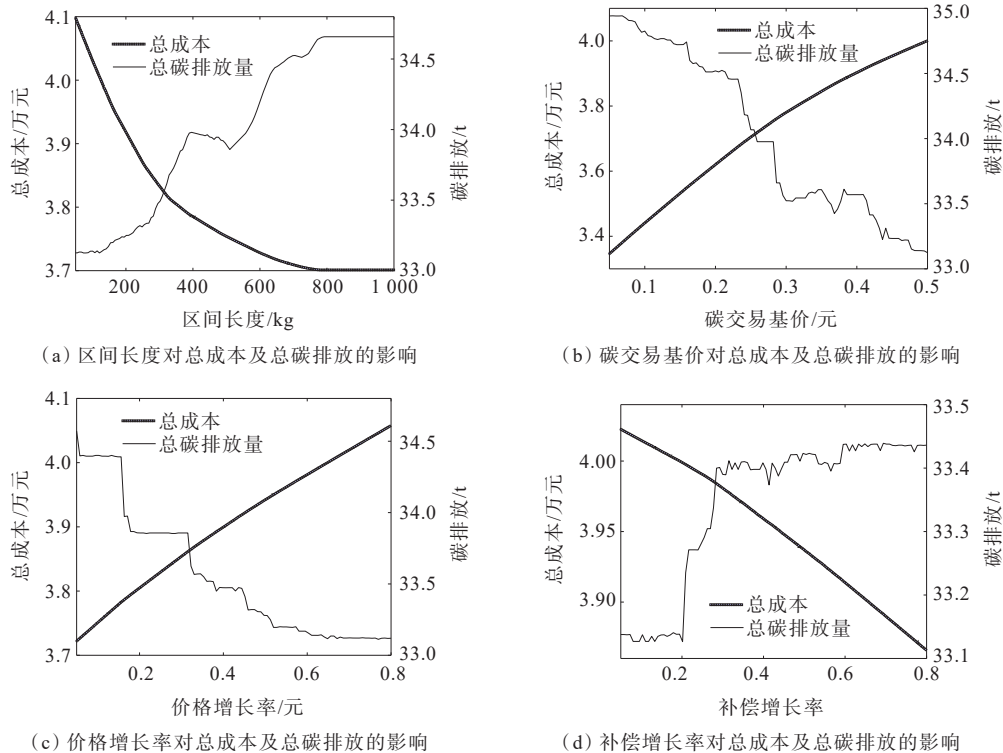 4.1
4.0
3.9
3.8
3.7
总成本/万元
总成本
总碳排放量
34.5
34.0
33.5
33.0
碳排放/t
200 400 600 800 1 000
区间长度/kg
(a)区间长度对总成本及总碳排放的影响
4.0
3.8
3.6
3.4
总成本/万元
总成本
总碳排放量
35.0
34.5
34.0
33.5
33.0
碳排放/t
0.1 0.2 0.3 0.4 0.5
碳交易基价/元
(b)碳交易基价对总成本及总碳排放的影响
4.1
4.0
3.9
3.8
3.7
总成本/万元
总成本
总碳排放量
34.5
34.0
33.5
33.0
碳排放/t
0.2 0.4 0.6 0.8
价格增长率/元
(c)价格增长率对总成本及总碳排放的影响
4.00
3.95
3.90
总成本/万元
总成本
总碳排放量
33.5
33.4
33.3
33.2
33.1
碳排放/t
0 0.2 0.4 0.6 0.8
补偿增长率
(d)补偿增长率对总成本及总碳排放的影响